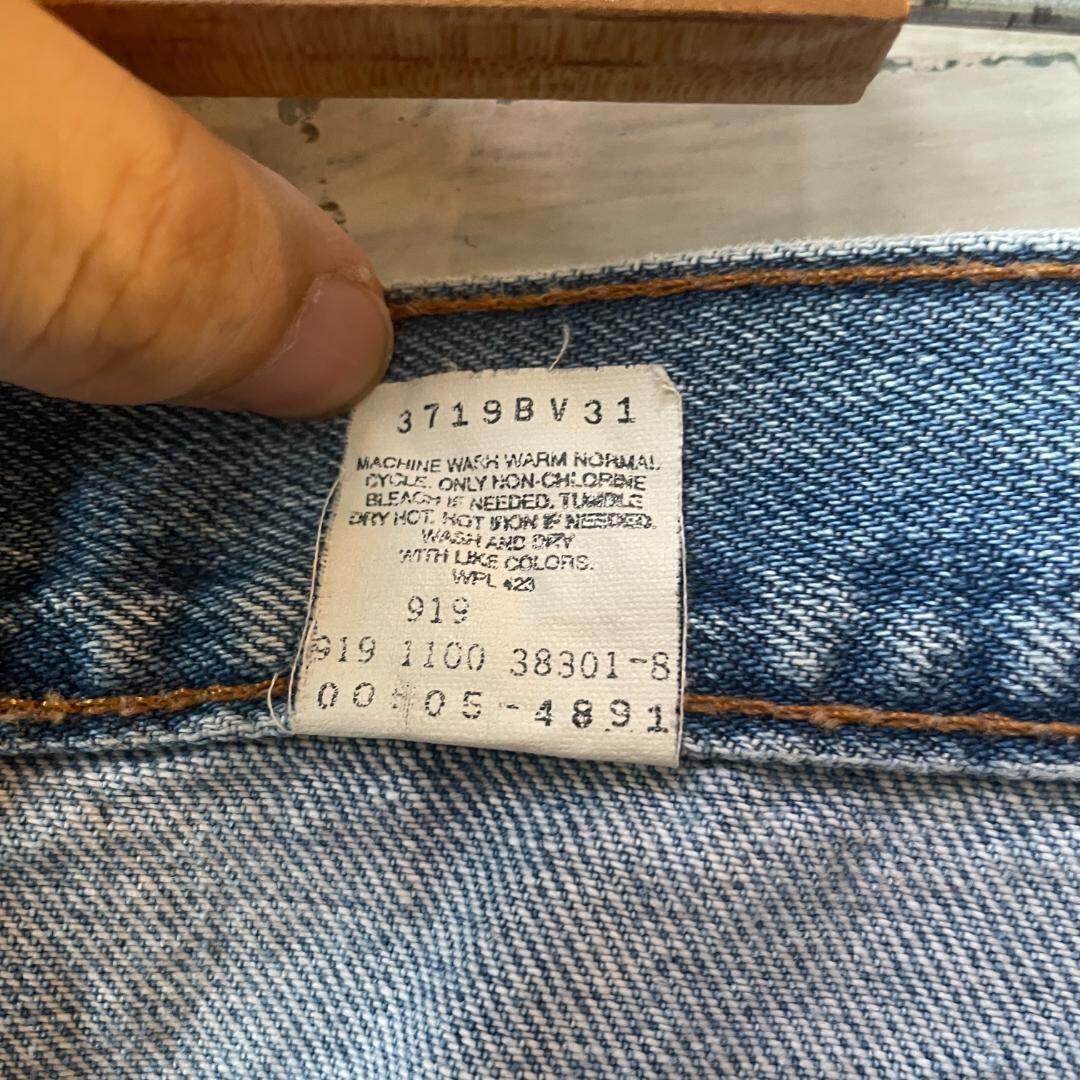 3719BV31
MACHINE WASH WARM NORMAL
CYCLE. ONLY NON-CHLORINE
BLEACH IF NEEDED. TUMBLE
DRY HOT. HOT IRON IF NEEDED.
WASH AND DRY
WITH LIKE COLORS.
WPL 423
919
919 1100 38301-8
00 05-4891